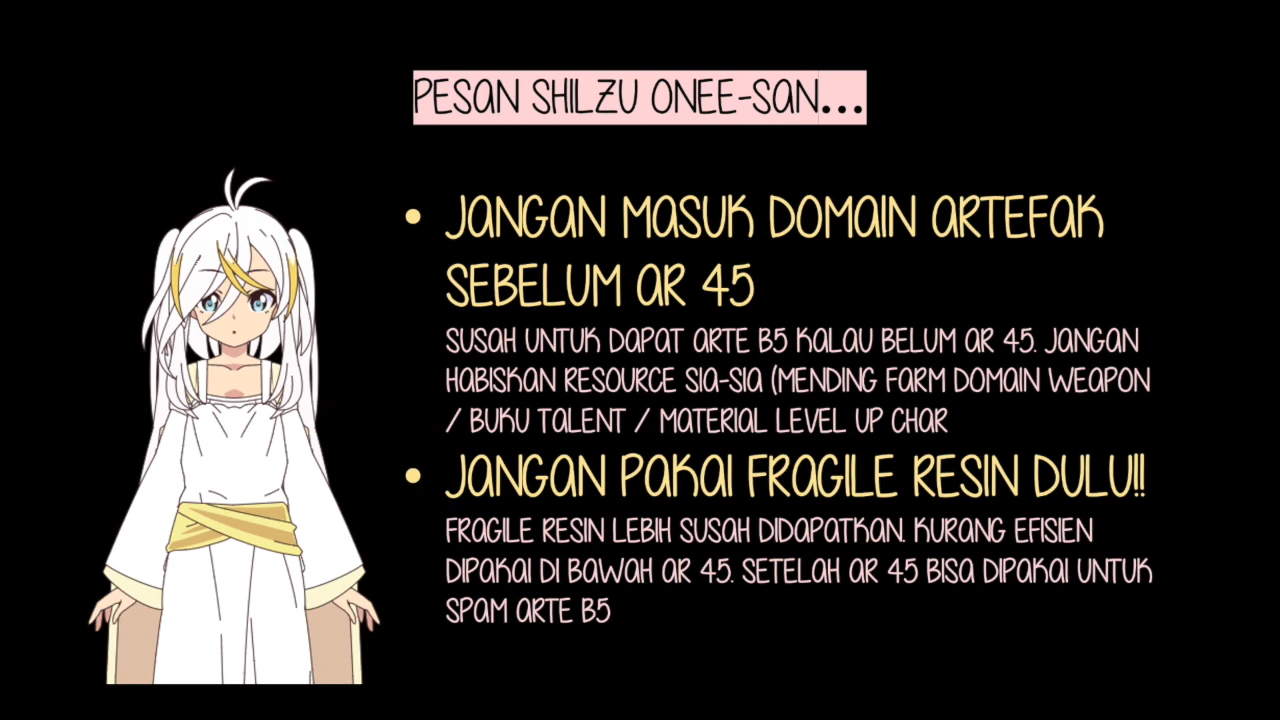 PESAN SHILZU ONEE-SAN...
• JANGAN MASUK DOMAIN ARTEFAK
SEBELUM AR 45
SUSAH UNTUK DAPAT ARTE B5 KALAU BELUM AR 45. JANGAN
HABISKAN RESOURCE SIA-SIA (MENDING FARM DOMAIN WEAPON
/ BUKU TALENT / MATERIAL LEVEL UP CHAR
• JANGAN PAKAI FRAGILE RESIN DULU!!
FRAGILE RESIN LEBIH SUSAH DIDAPATKAN. KURANG EFISIEN
DIPAKAI DI BAWAH AR 45. SETELAH AR 45 BISA DIPAKAI UNTUK
SPAM ARTE B5